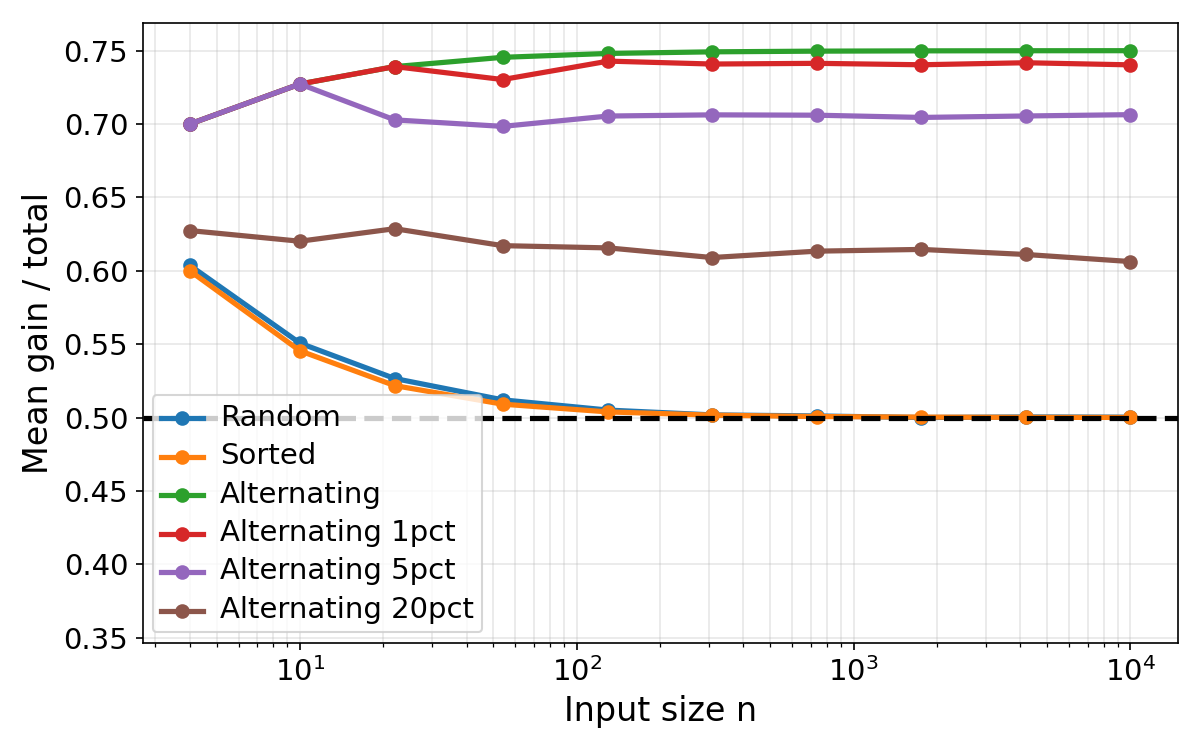 0.75
0.70
0.65
0.60
0.55
0.50
0.45
0.40
0.35
Mean gain / total
Random
Sorted
Alternating
Alternating 1pct
Alternating 5pct
Alternating 20pct
10¹ 10² 10³ 10⁴
Input size n